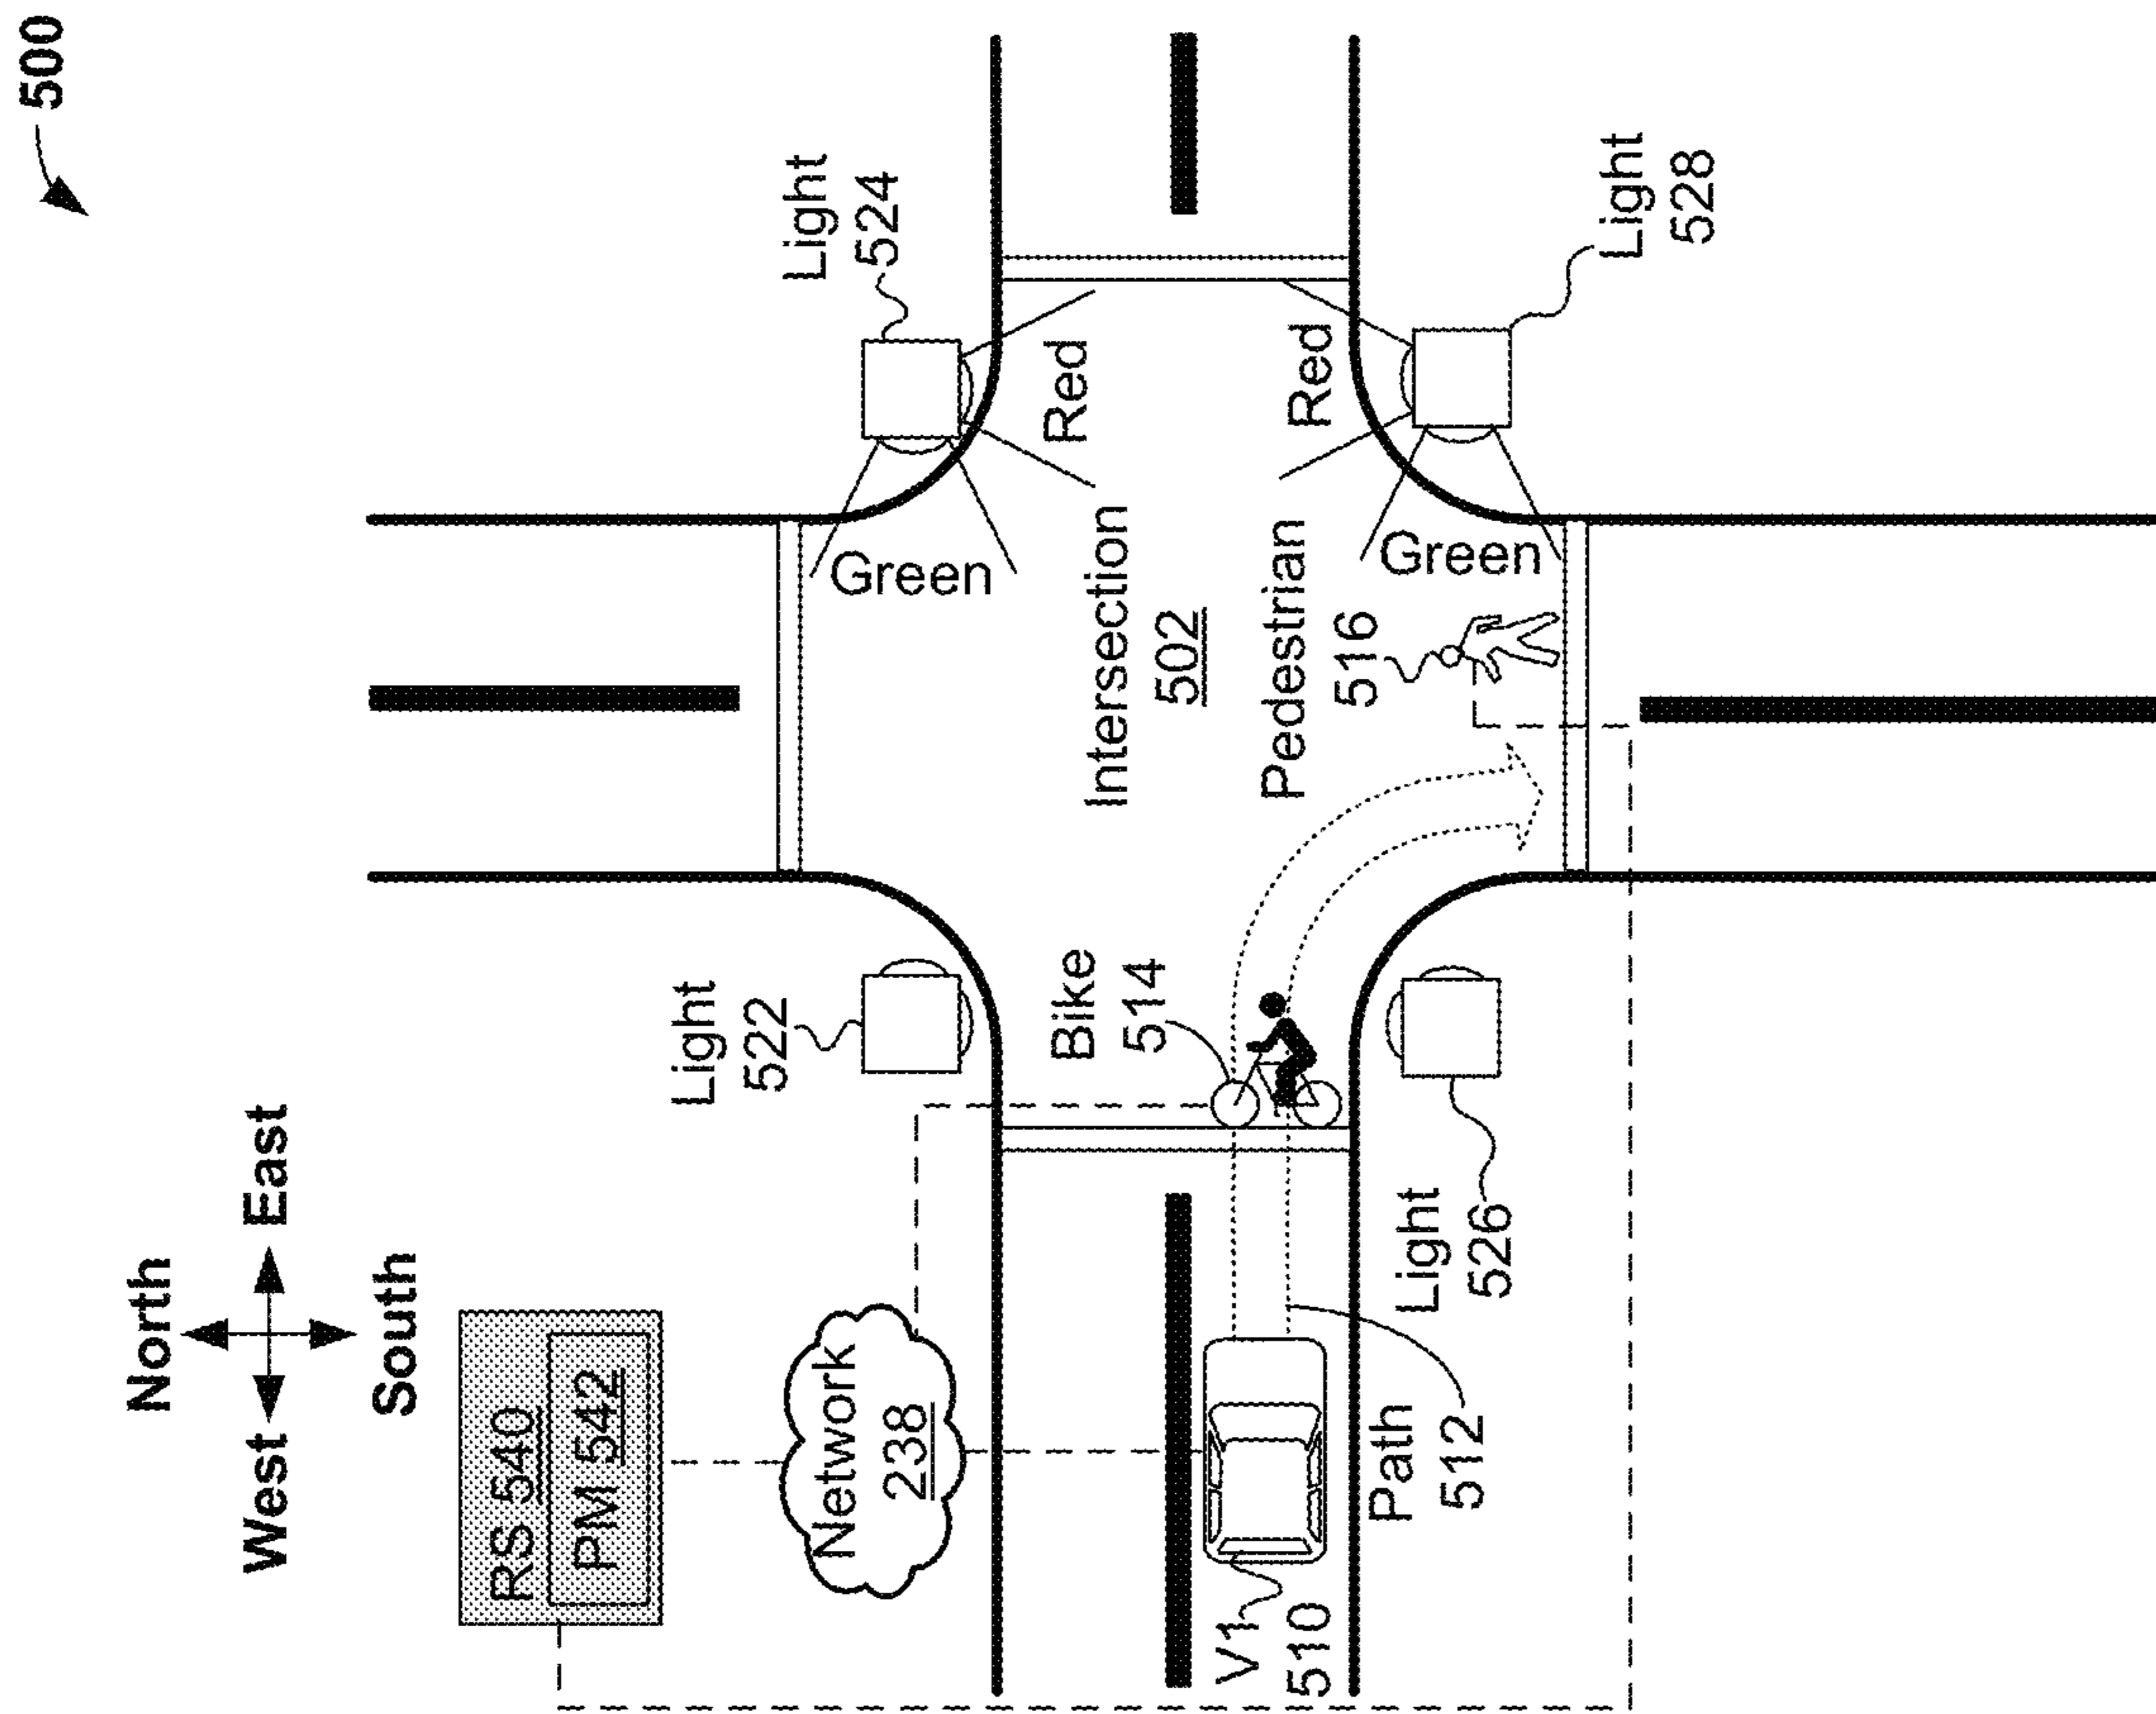 500
North
West
East
South
RS 540
PM 542
Network
238
Light
522
Light
524
Green
Red
Intersection
502
Bike
514
Pedestrian
516
Red
Green
V1
510
Path
512
Light
526
Light
528